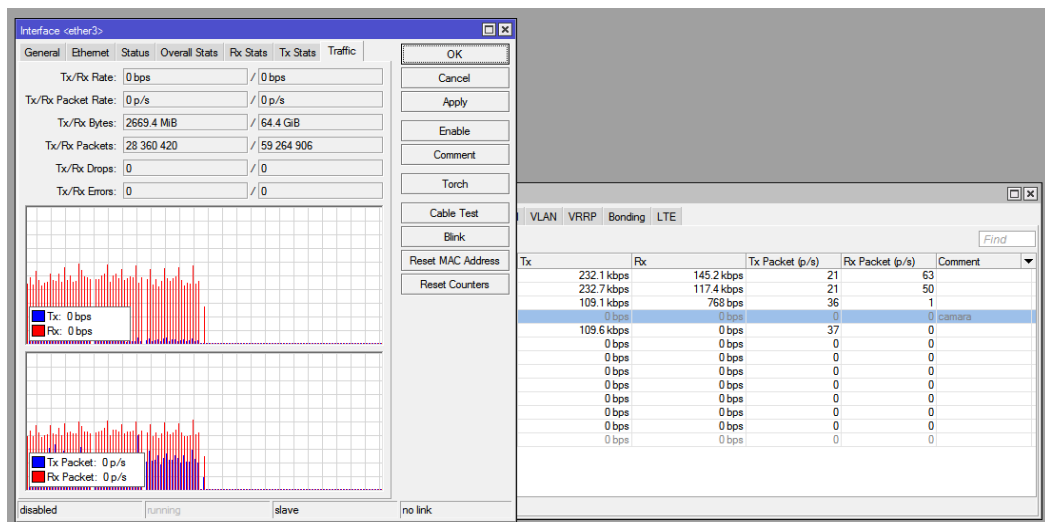 Interface <ether3>
General Ethernet Status Overall Stats Rx Stats Tx Stats Traffic
Tx/Rx Rate: 0 bps / 0 bps
Tx/Rx Packet Rate: 0 p/s / 0 p/s
Tx/Rx Bytes: 2669.4 MiB / 64.4 GiB
Tx/Rx Packets: 28 360 420 / 59 264 906
Tx/Rx Drops: 0 / 0
Tx/Rx Errors: 0 / 0
Tx: 0 bps
Rx: 0 bps
Tx Packet: 0 p/s
Rx Packet: 0 p/s
disabled running slave no link
OK
Cancel
Apply
Enable
Comment
Torch
Cable Test
Blink
Reset MAC Address
Reset Counters
VLAN VRRP Bonding LTE
Find
Tx Rx Tx Packet (p/s) Rx Packet (p/s) Comment
232.1 kbps 145.2 kbps 21 63
232.7 kbps 117.4 kbps 21 50
109.1 kbps 768 bps 36 1
0 bps 0 bps 0 0 camara
109.6 kbps 0 bps 37 0
0 bps 0 bps 0 0
0 bps 0 bps 0 0
0 bps 0 bps 0 0
0 bps 0 bps 0 0
0 bps 0 bps 0 0
0 bps 0 bps 0 0
0 bps 0 bps 0 0
0 bps 0 bps 0 0